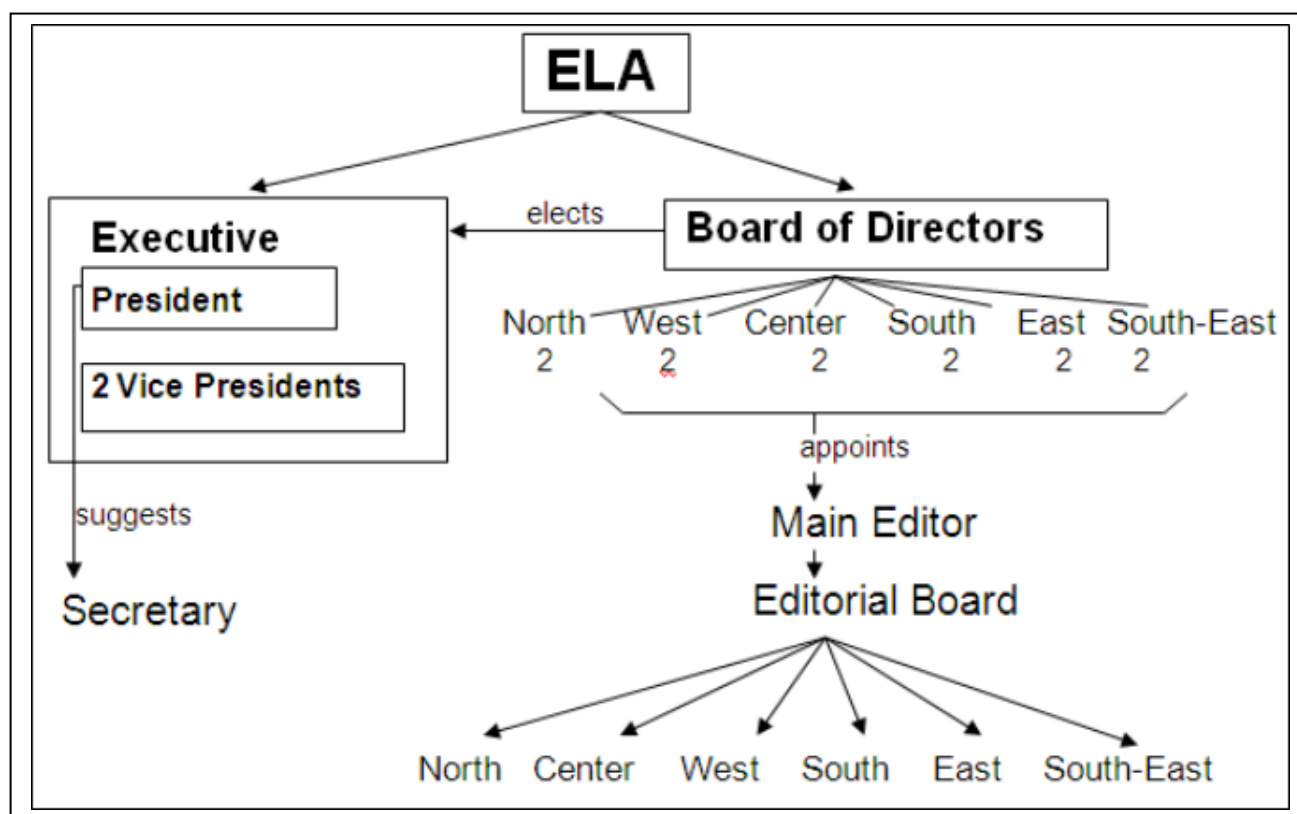 ELA
Executive
elects
Board of Directors
President
2 Vice Presidents
North West Center South East South-East
2 2 2 2 2 2
appoints
suggests
Main Editor
Secretary
Editorial Board
North Center West South East South-East